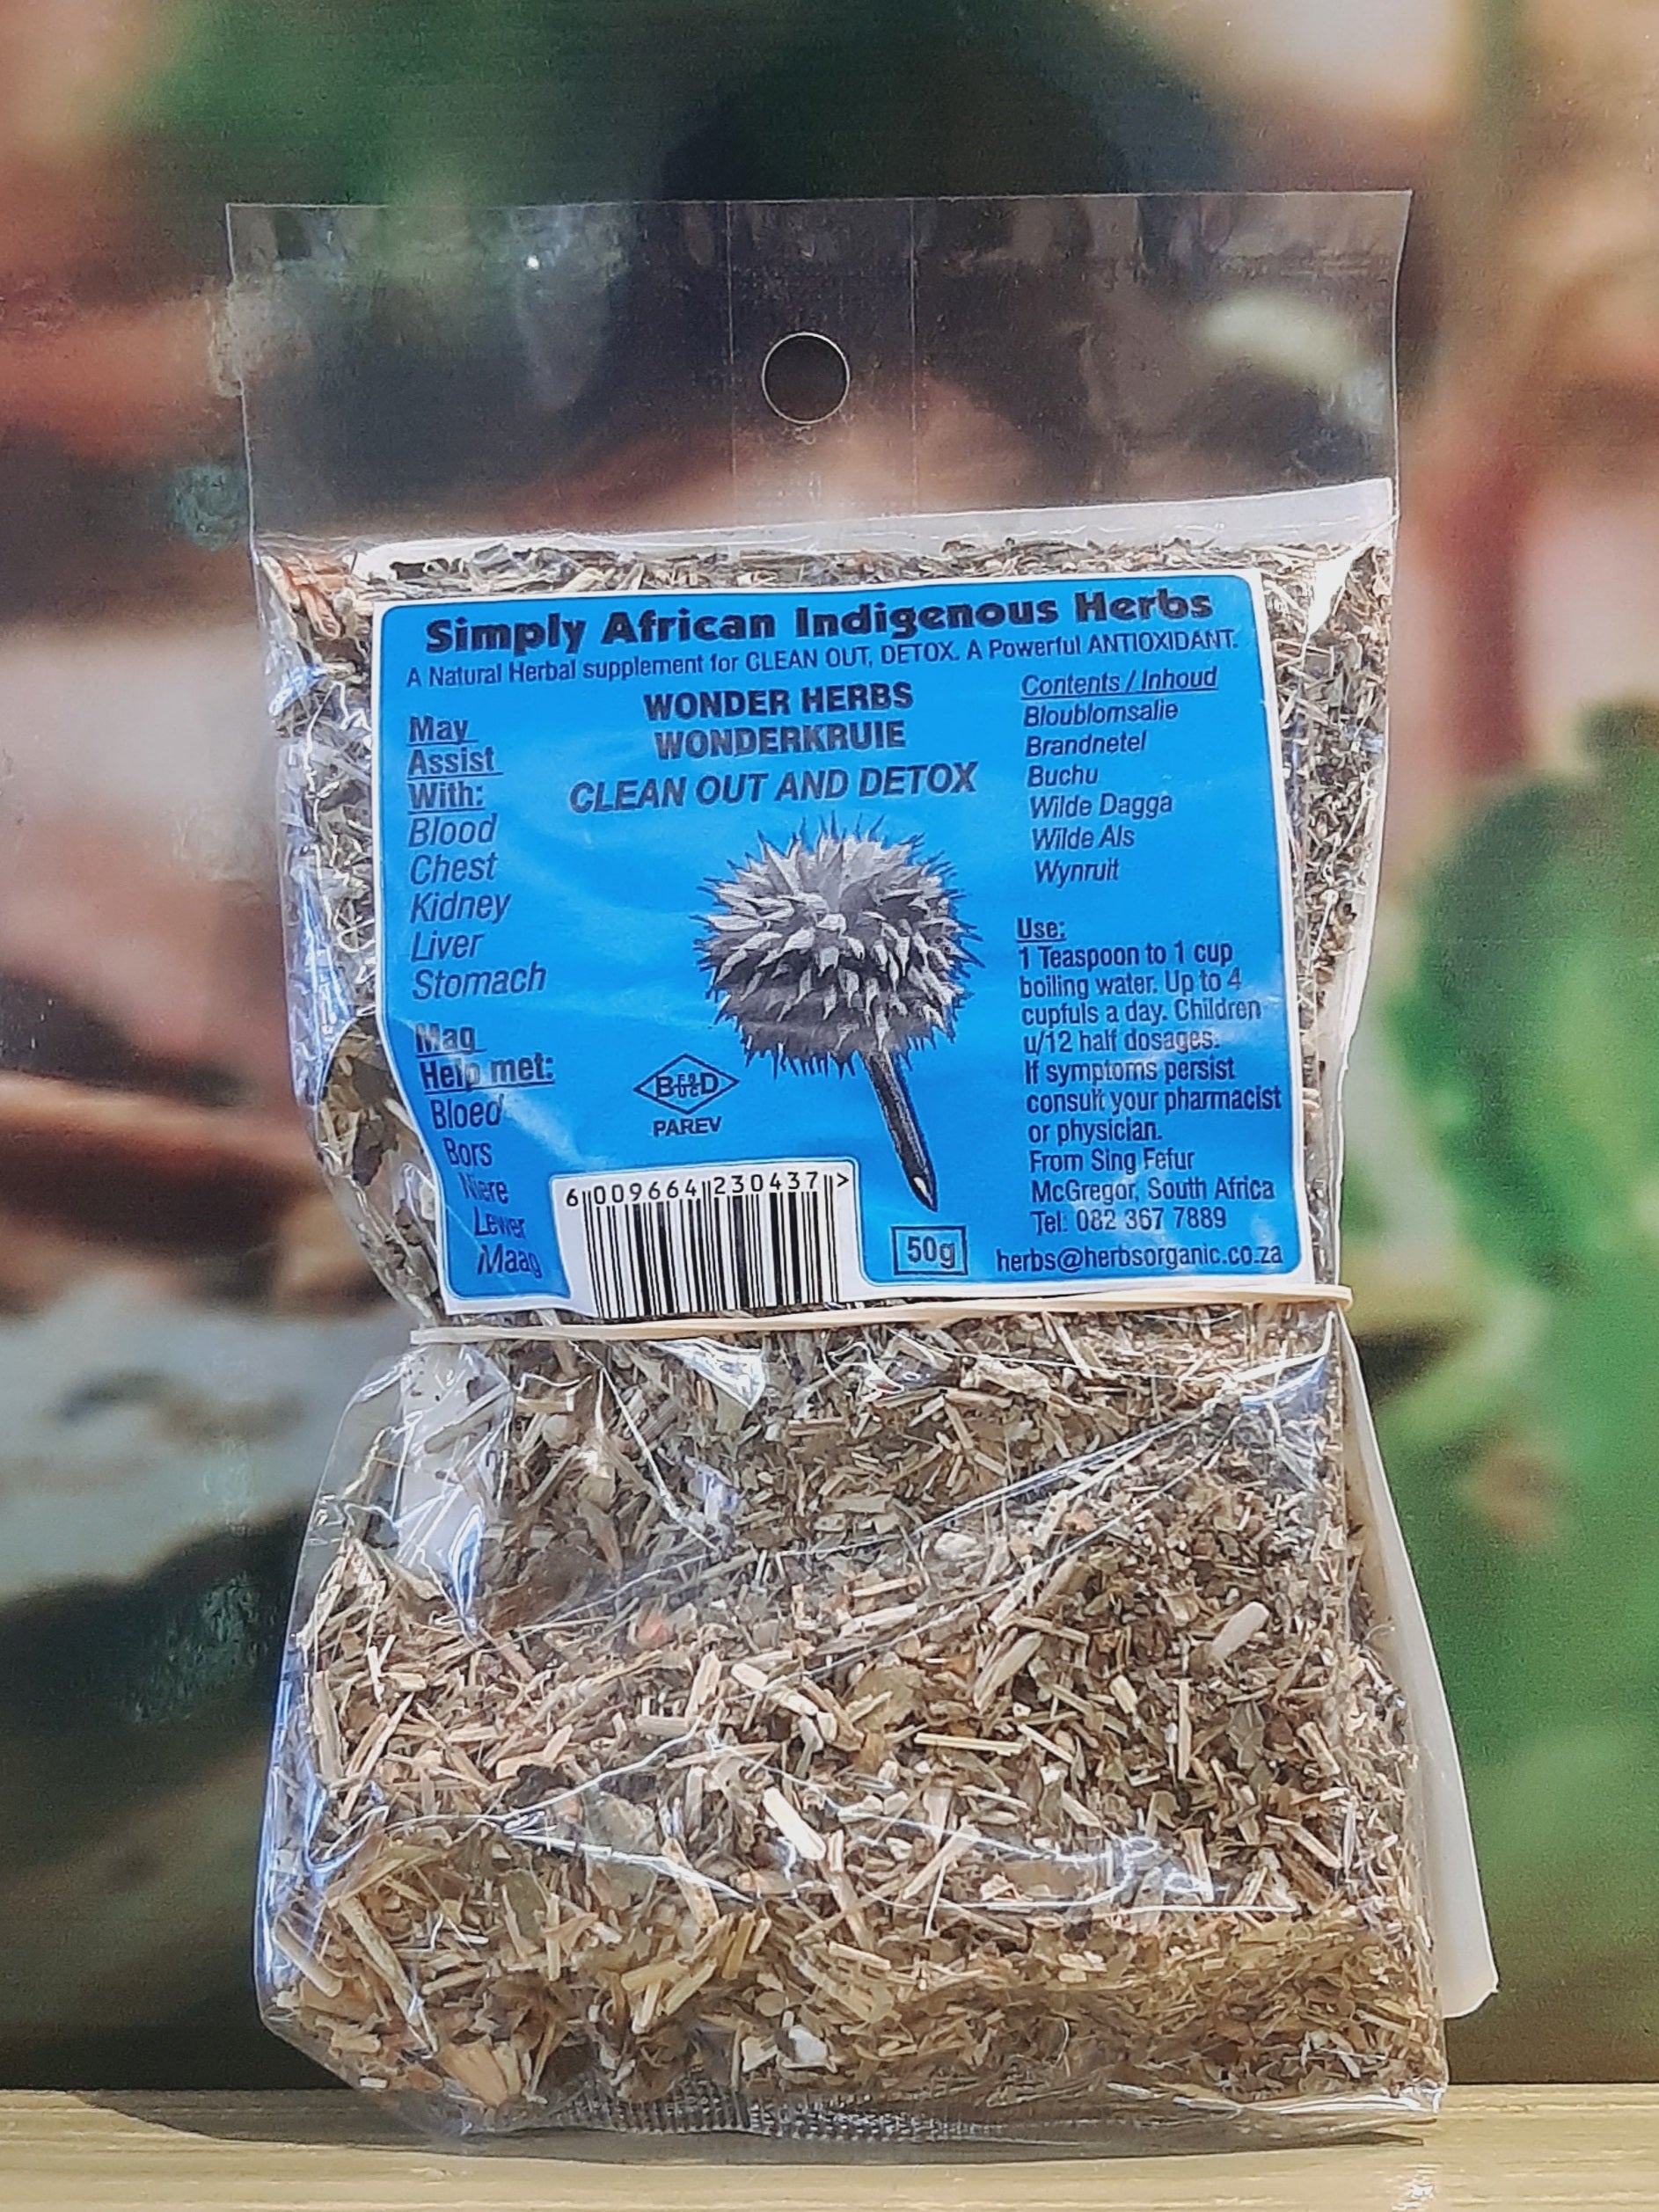 Simply African Indigenous Herbs
A Natural Herbal supplement for CLEAN OUT, DETOX. A Powerful ANTIOXIDANT.
WONDER HERBS
WONDERKRUIE
CLEAN OUT AND DETOX
May
Assist
With:
Blood
Chest
Kidney
Liver
Stomach
Mag
Help met:
Bloed
Bors
Niere
Lewer
Maag
PAREV
6 009664 230437 >
50g
Contents / Inhoud
Bloublomsalie
Brandnetel
Buchu
Wilde Dagga
Wilde Als
Wynruit
Use:
1 Teaspoon to 1 cup
boiling water. Up to 4
cupfuls a day. Children
u/12 half dosages.
If symptoms persist
consult your pharmacist
or physician.
From Sing Fefur
McGregor, South Africa
Tel: 082 367 7889
herbs@herbsorganic.co.za